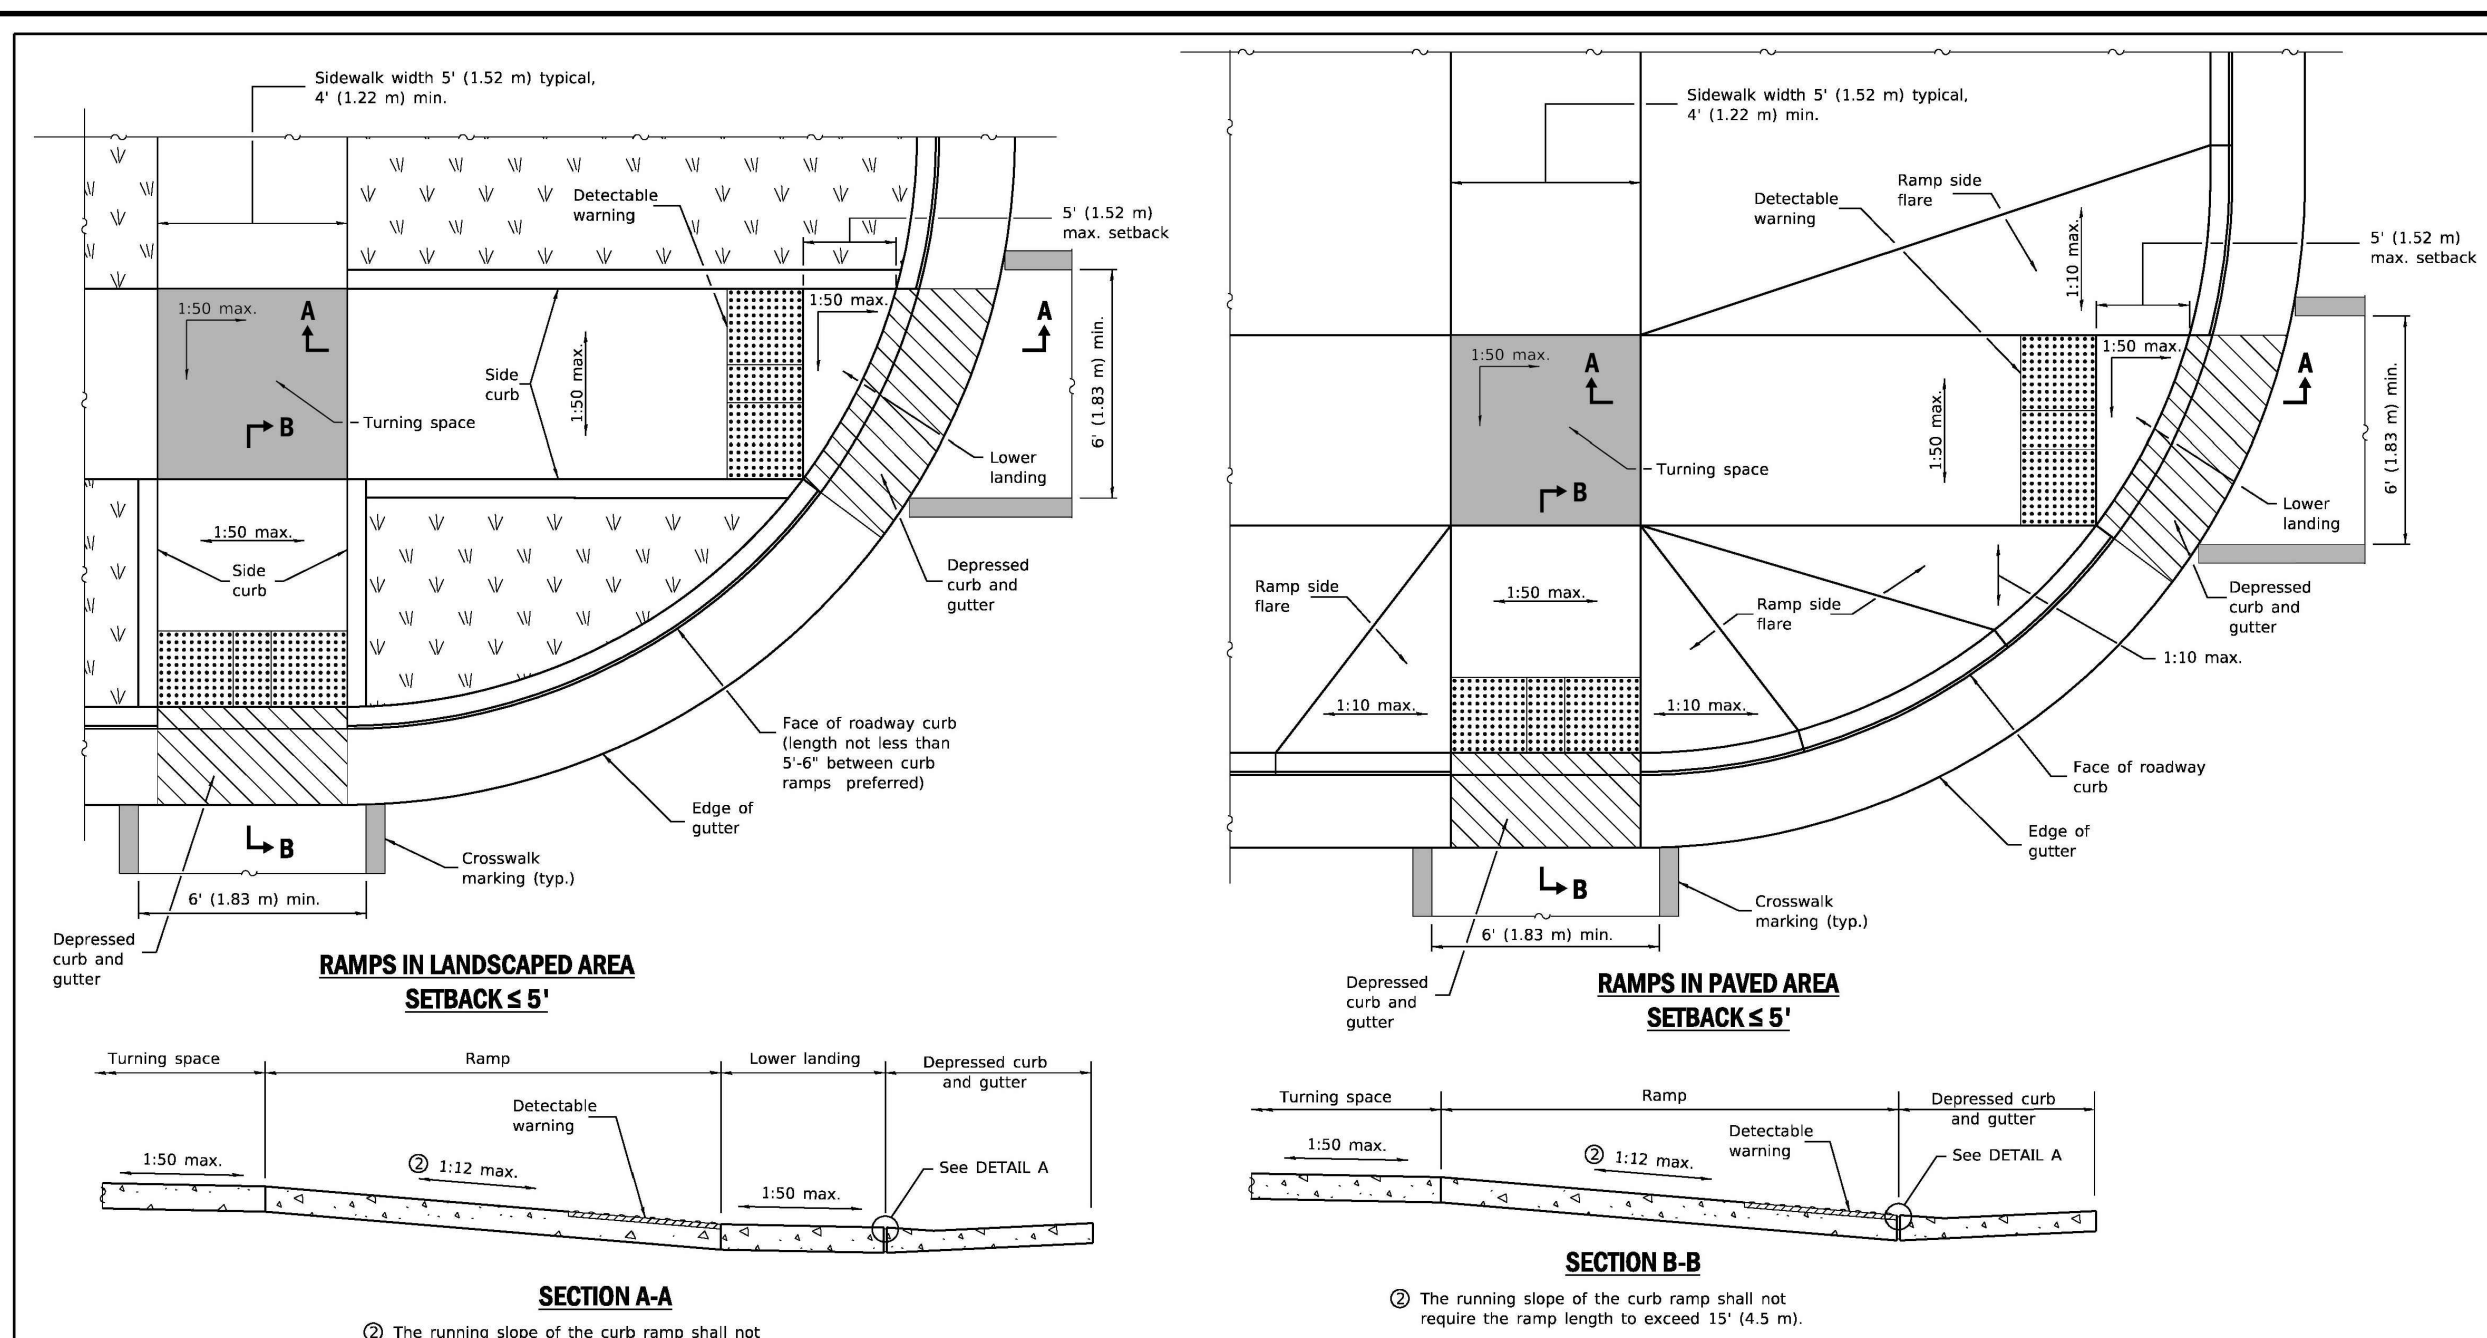 Sidewalk width 5' (1.52 m) typical,
4' (1.22 m) min.
Detectable
warning
5' (1.52 m)
max. setback
1:50 max.
A
1:50 max.
A
Side
curb
1:50 max.
6' (1.83 m) min.
B
Turning space
Lower
landing
1:50 max.
Side
curb
Depressed
curb and
gutter
Face of roadway curb
(length not less than
5'-6" between curb
ramps preferred)
Edge of
gutter
B
Crosswalk
marking (typ.)
6' (1.83 m) min.
Depressed
curb and
gutter
RAMPS IN LANDSCAPED AREA
SETBACK ≤ 5'
Sidewalk width 5' (1.52 m) typical,
4' (1.22 m) min.
Ramp side
flare
Detectable
warning
1:10 max.
5' (1.52 m)
max. setback
1:50 max.
A
1:50 max.
A
1:50 max.
6' (1.83 m) min.
Turning space
B
Lower
landing
Ramp side
flare
1:50 max.
Ramp side
flare
Depressed
curb and
gutter
1:10 max.
1:10 max.
1:10 max.
Face of roadway
curb
Edge of
gutter
B
Crosswalk
marking (typ.)
6' (1.83 m) min.
Depressed
curb and
gutter
RAMPS IN PAVED AREA
SETBACK ≤ 5'
Turning space
Ramp
Lower landing
Depressed curb
and gutter
Detectable
warning
1:50 max.
② 1:12 max.
1:50 max.
See DETAIL A
SECTION A-A
② The running slope of the curb ramp shall not
Turning space
Ramp
Depressed curb
and gutter
Detectable
warning
1:50 max.
② 1:12 max.
See DETAIL A
SECTION B-B
② The running slope of the curb ramp shall not
require the ramp length to exceed 15' (4.5 m).